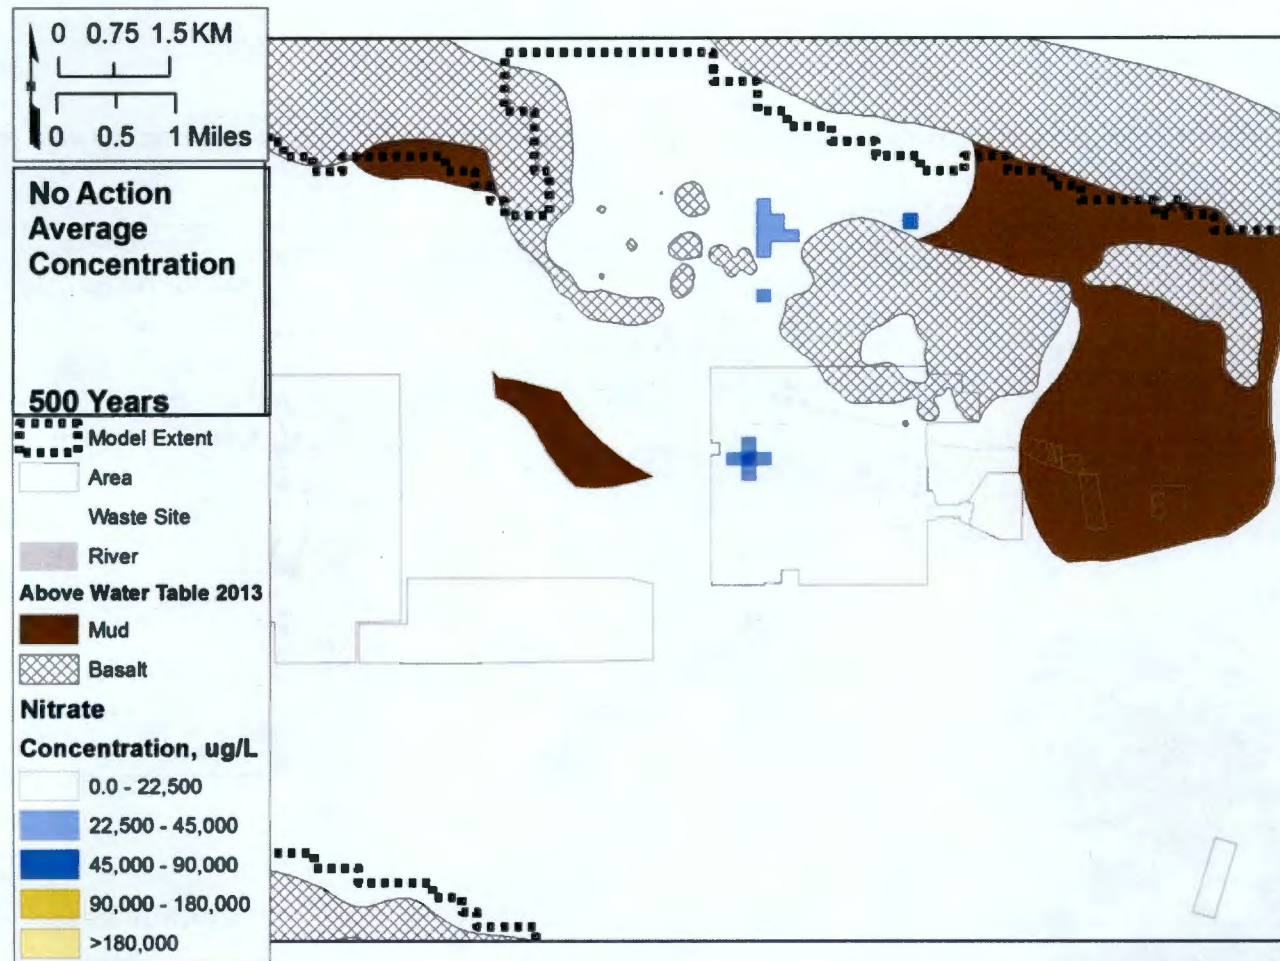 0 0.75 1.5 KM
0 0.5 1 Miles
No Action
Average
Concentration
500 Years
Model Extent
Area
Waste Site
River
Above Water Table 2013
Mud
Basalt
Nitrate
Concentration, ug/L
0.0 - 22,500
22,500 - 45,000
45,000 - 90,000
90,000 - 180,000
>180,000